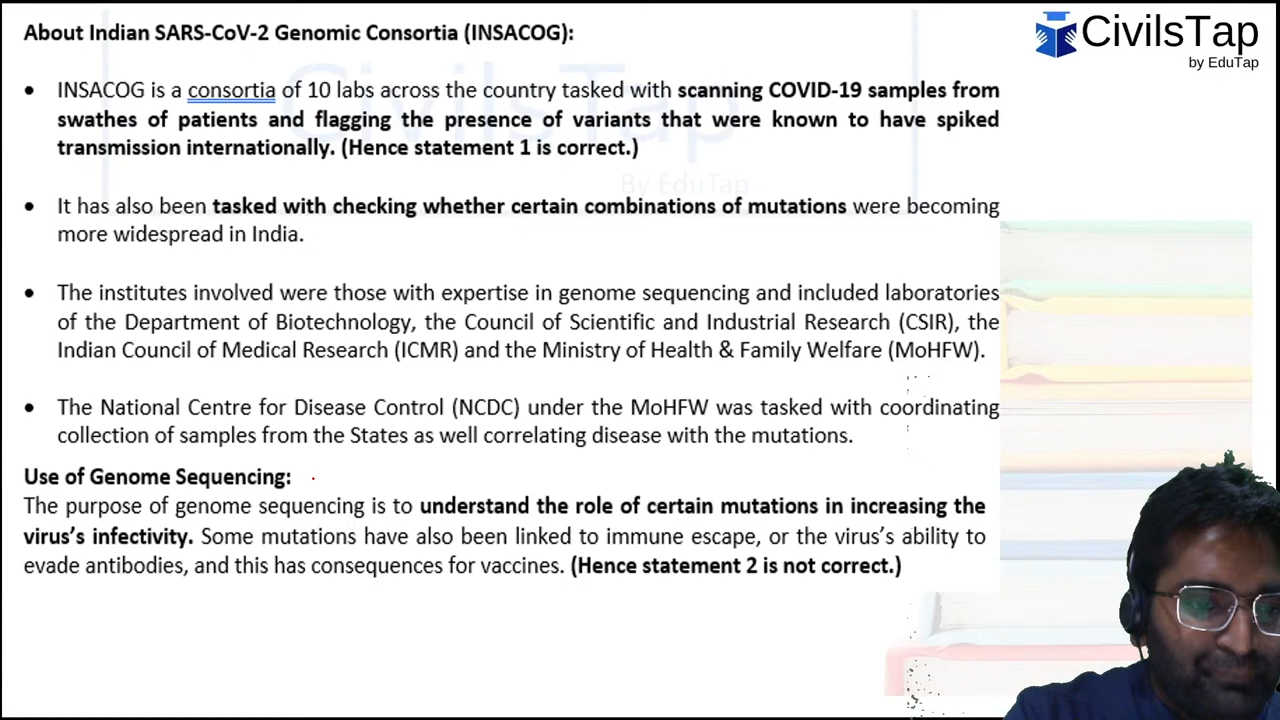 About Indian SARS-CoV-2 Genomic Consortia (INSACOG):
CivilsTap
by EduTap
• INSACOG is a consortia of 10 labs across the country tasked with scanning COVID-19 samples from
swathes of patients and flagging the presence of variants that were known to have spiked
transmission internationally. (Hence statement 1 is correct.)
By EduTap
• It has also been tasked with checking whether certain combinations of mutations were becoming
more widespread in India.
• The institutes involved were those with expertise in genome sequencing and included laboratories
of the Department of Biotechnology, the Council of Scientific and Industrial Research (CSIR), the
Indian Council of Medical Research (ICMR) and the Ministry of Health & Family Welfare (MoHFW).
• The National Centre for Disease Control (NCDC) under the MoHFW was tasked with coordinating
collection of samples from the States as well correlating disease with the mutations.
Use of Genome Sequencing:
The purpose of genome sequencing is to understand the role of certain mutations in increasing the
virus's infectivity. Some mutations have also been linked to immune escape, or the virus's ability to
evade antibodies, and this has consequences for vaccines. (Hence statement 2 is not correct.)